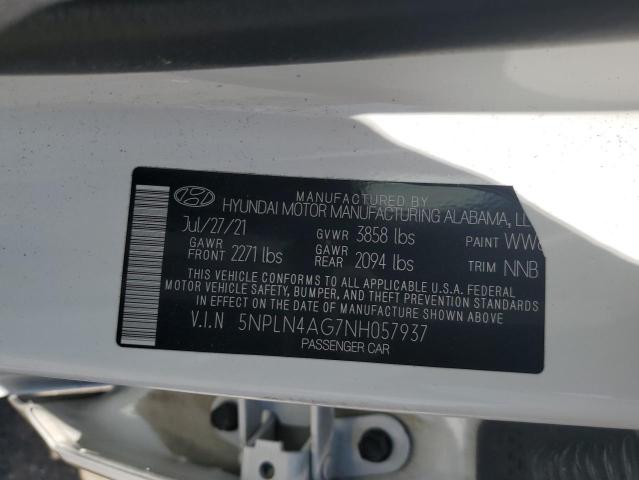 MANUFACTURED BY
HYUNDAI MOTOR MANUFACTURING ALABAMA, LL
Jul/27/21 GVWR 3858 lbs PAINT WW
GAWR FRONT 2271 lbs GAWR REAR 2094 lbs TRIM NNB
THIS VEHICLE CONFORMS TO ALL APPLICABLE U.S.A. FEDERAL
MOTOR VEHICLE SAFETY, BUMPER, AND THEFT PREVENTION STANDARDS
IN EFFECT ON THE DATE OF MANUFACTURE SHOWN ABOVE.
V.I.N 5NPLN4AG7NH057937
PASSENGER CAR